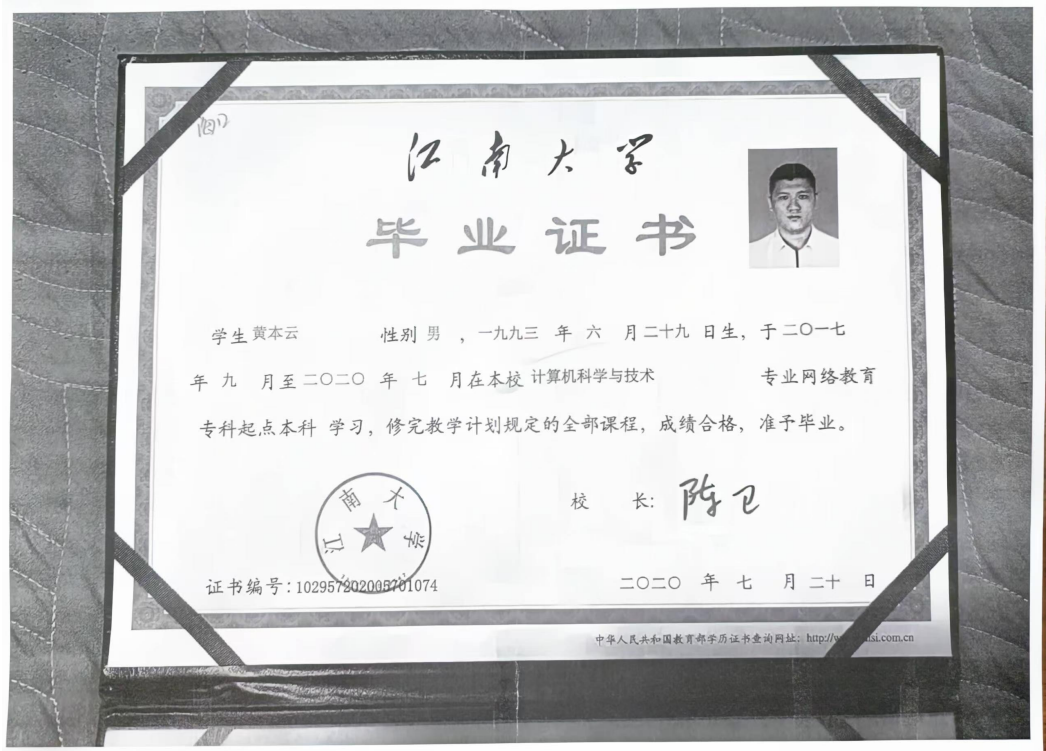 江南大学
毕业证书
学生 黄本云 性别 男 ，一九九三 年 六 月二十九 日生，于二〇一七
年 九 月至二〇二〇 年 七 月在本校 计算机科学与技术 专业网络教育
专科起点本科 学习，修完教学计划规定的全部课程，成绩合格，准予毕业。
江南大学
校 长：陈卫
证书编号：102957202005701074
二〇二〇 年 七 月 二十 日
中华人民共和国教育部学历证书查询网址：http://w
si.com.cn